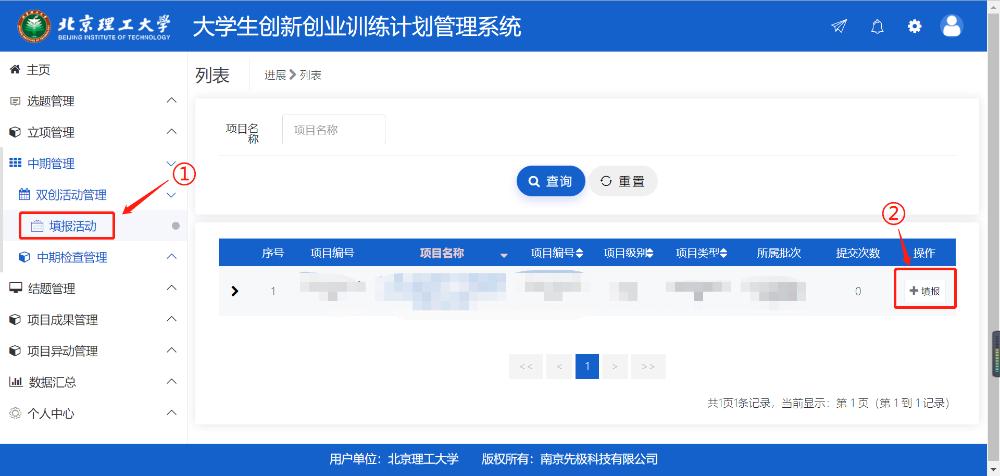 北京理工大学
BEIJING INSTITUTE OF TECHNOLOGY
大学生创新创业训练计划管理系统
主页
选题管理
立项管理
中期管理
①
双创活动管理
填报活动
中期检查管理
结题管理
项目成果管理
项目异动管理
数据汇总
个人中心
列表
进展 列表
项目名
称
项目名称
查询 重置
②
序号 项目编号 项目名称 项目编号 项目级别 项目类型 所属批次 提交次数 操作
1 0 填报
<< < 1 > >>
共1页1条记录，当前显示：第 1 页（第 1 到 1 记录）
用户单位：北京理工大学 版权所有：南京先极科技有限公司